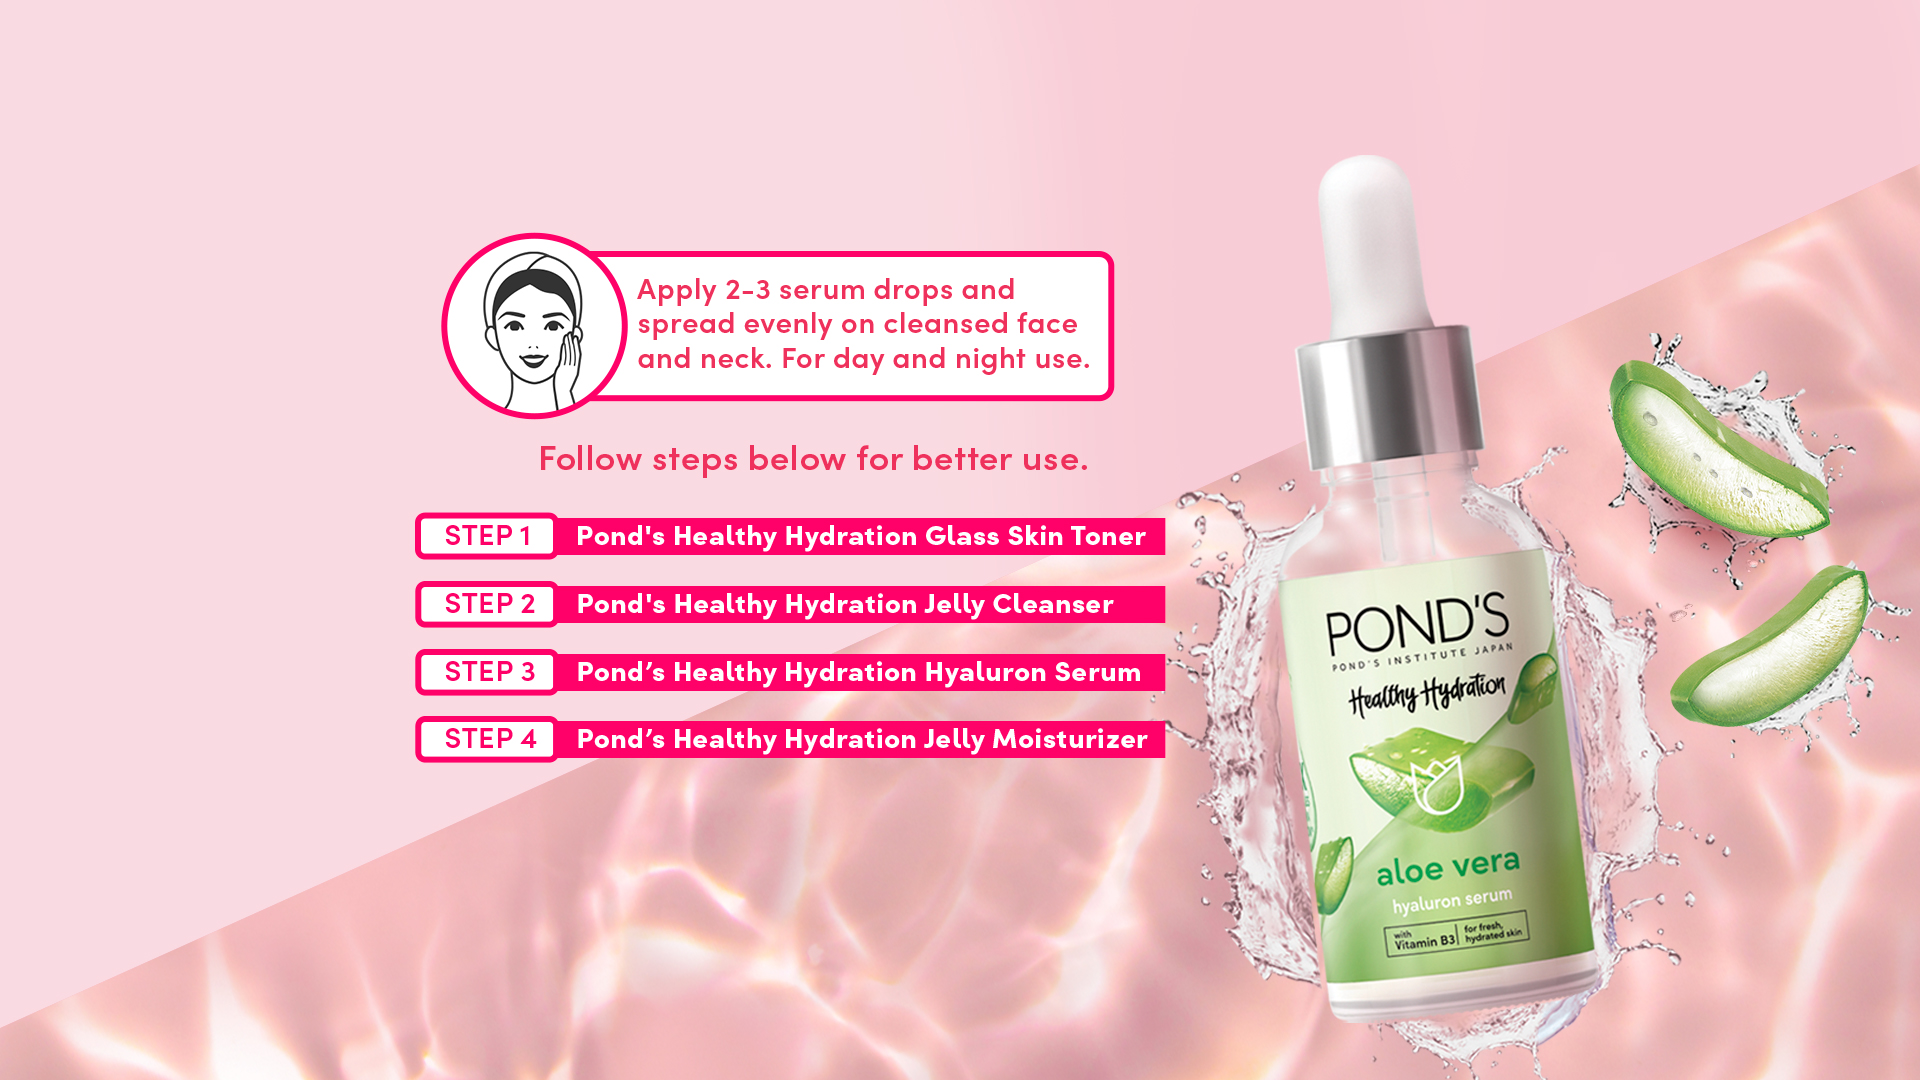 Apply 2-3 serum drops and
spread evenly on cleansed face
and neck. For day and night use.
Follow steps below for better use.
STEP 1 Pond's Healthy Hydration Glass Skin Toner
STEP 2 Pond's Healthy Hydration Jelly Cleanser
STEP 3 Pond’s Healthy Hydration Hyaluron Serum
STEP 4 Pond’s Healthy Hydration Jelly Moisturizer
POND'S
POND'S INSTITUTE JAPAN
Healthy Hydration
aloe vera
hyaluron serum
with
Vitamin B3
for fresh,
hydrated skin